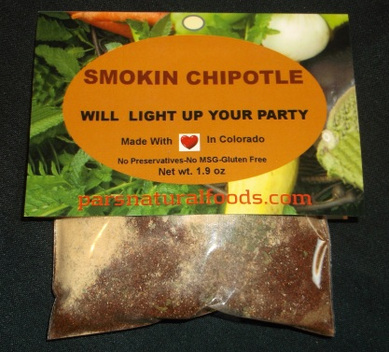 SMOKIN CHIPOTLE
WILL LIGHT UP YOUR PARTY
Made With In Colorado
No Preservatives-No MSG-Gluten Free
Net wt. 1.9 oz
parsnaturalfoods.com